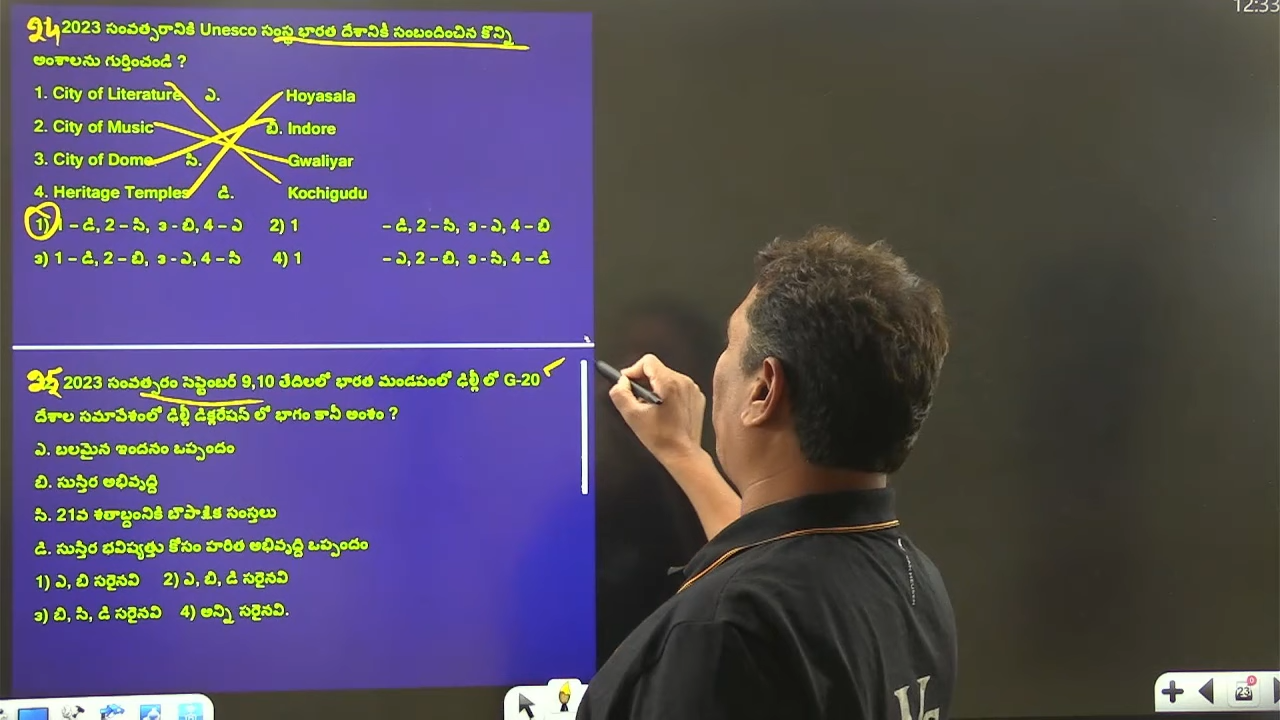 12:33
24 2023 సంవత్సరానికి Unesco సంస్థ భారత దేశానికి సంబందించిన కొన్ని
అంశాలను గుర్తించండి ?
1. City of Literature ఎ. Hoyasala
2. City of Music బి. Indore
3. City of Dome సి. Gwaliyar
4. Heritage Temples డి. Kochigudu
1) 1 – డి, 2 – సి, 3 - బి, 4 – ఎ 2) 1 – డి, 2 – సి, 3 - ఎ, 4 – బి
3) 1 – డి, 2 – బి, 3 - ఎ, 4 – సి 4) 1 – ఎ, 2 – బి, 3 - సి, 4 – డి
25 2023 సంవత్సరం సెప్టెంబర్ 9,10 తేదిలలో భారత మండపంలో ఢిల్లీ లో G-20
దేశాల సమావేశంలో ఢిల్లీ డిక్లరేషన్ లో భాగం కానీ అంశం ?
ఎ. బలమైన ఇందనం ఒప్పందం
బి. సుస్తిర అభివృద్ది
సి. 21వ శతాబ్దంనికి బౌపాక్షిక సంస్తలు
డి. సుస్తిర భవిష్యత్తు కోసం హరిత అభివృద్ది ఒప్పందం
1) ఎ, బి సరైనవి 2) ఎ, బి, డి సరైనవి
3) బి, సి, డి సరైనవి 4) అన్ని సరైనవి.
23
0